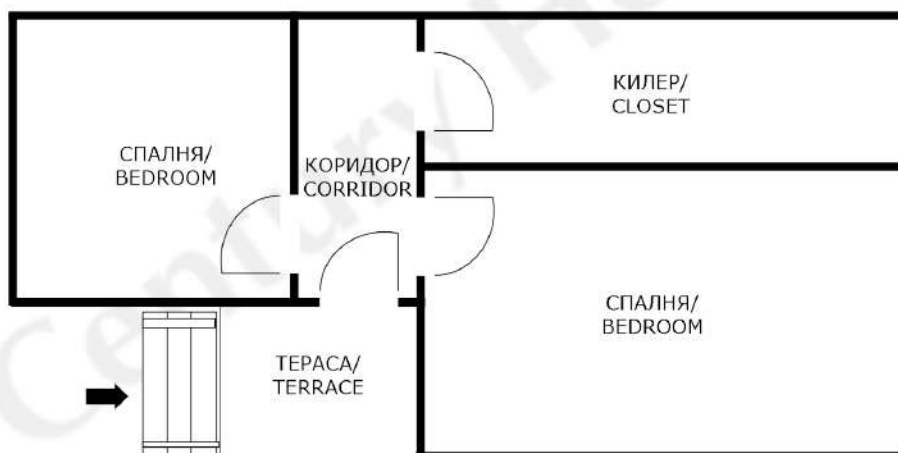 КИЛЕР/
CLOSET
СПАЛНЯ/
BEDROOM
КОРИДОР/
CORRIDOR
СПАЛНЯ/
BEDROOM
ТЕРАСА/
TERRACE
Century